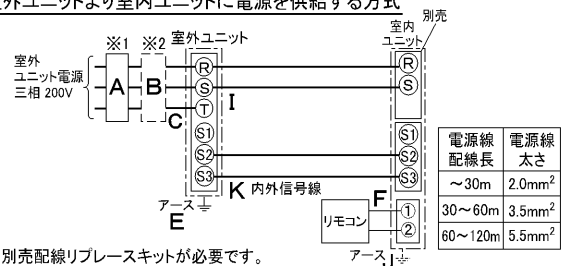 外ユニットより室内ユニットに電源を供給する方式
※1 ※2 室外ユニット
室内
ユニット
別売
室外
ユニット電源
三相 200V
A B C
R
S
T
S1
S2
S3
I
K 内外信号線
アース
E
R
S
S1
S2
S3
F
リモコン
①
②
アース J
電源線
配線長
電源線
太さ
～30m 2.0mm²
30～60m 3.5mm²
60～120m 5.5mm²
別売配線リプレースキットが必要です。